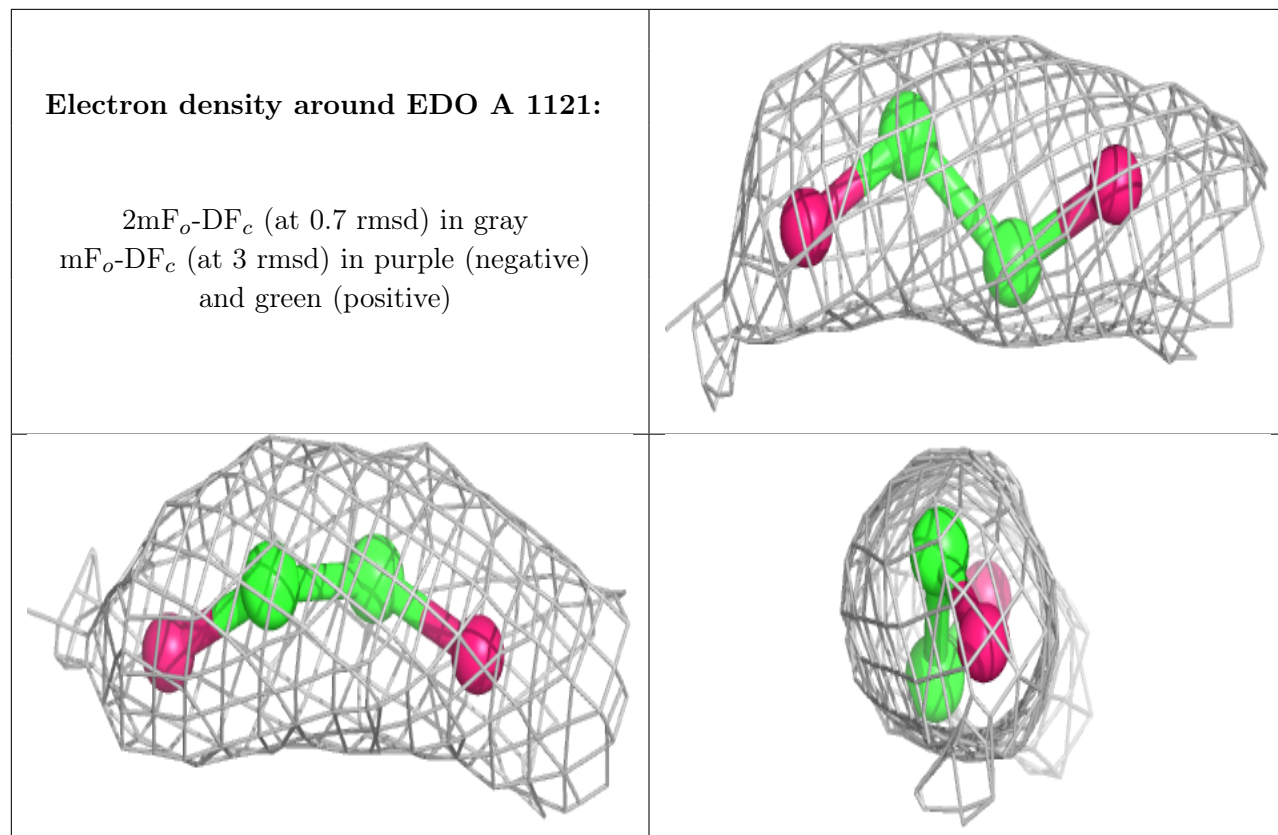 Electron density around EDO A 1121:
2mFₒ-DF𝒸 (at 0.7 rmsd) in gray
mFₒ-DF𝒸 (at 3 rmsd) in purple (negative)
and green (positive)